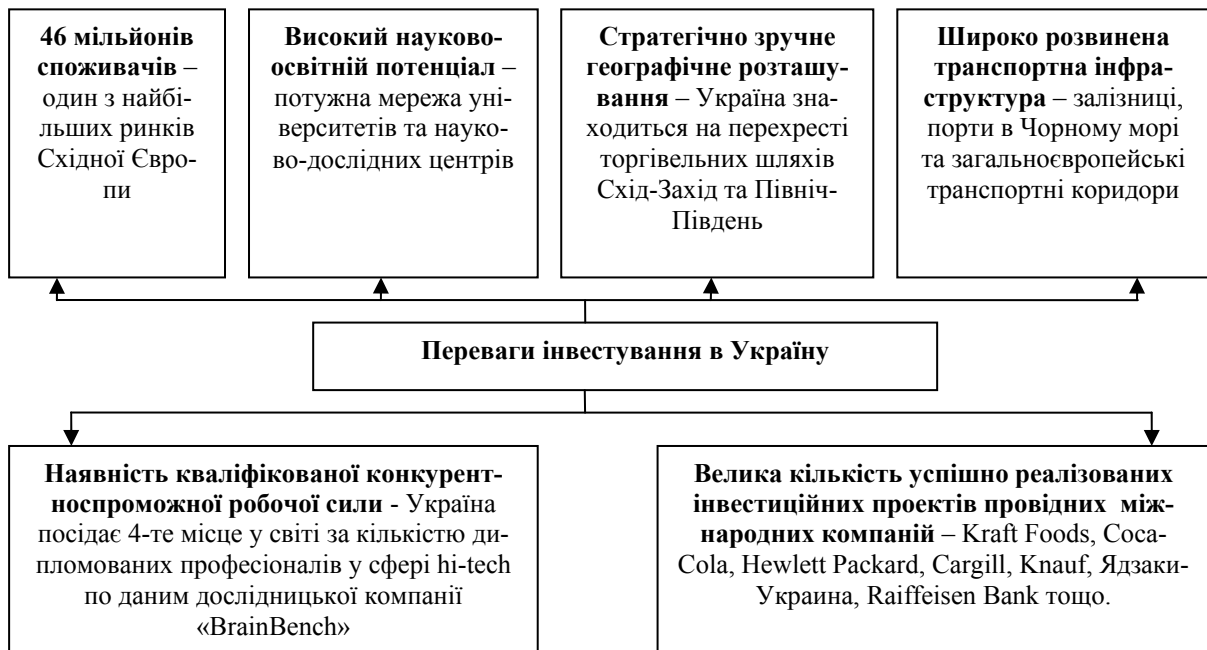 46 мільйонів
споживачів –
один з найбі-
льших ринків
Східної Євро-
пи
Високий науково-
освітній потенціал –
потужна мережа уні-
верситетів та науко-
во-дослідних центрів
Стратегічно зручне
географічне розташу-
вання – Україна зна-
ходиться на перехресті
торгівельних шляхів
Схід-Захід та Північ-
Південь
Широко розвинена
транспортна інфра-
структура – залізниці,
порти в Чорному морі
та загальноєвропейські
транспортні коридори
Переваги інвестування в Україну
Наявність кваліфікованої конкурент-
носпроможної робочої сили - Україна
посідає 4-те місце у світі за кількістю ди-
пломованих професіоналів у сфері hi-tech
по даним дослідницької компанії
«BrainBench»
Велика кількість успішно реалізованих
інвестиційних проектів провідних між-
народних компаній – Kraft Foods, Coca-
Cola, Hewlett Packard, Cargill, Knauf, Ядзаки-
Украина, Raiffeisen Bank тощо.